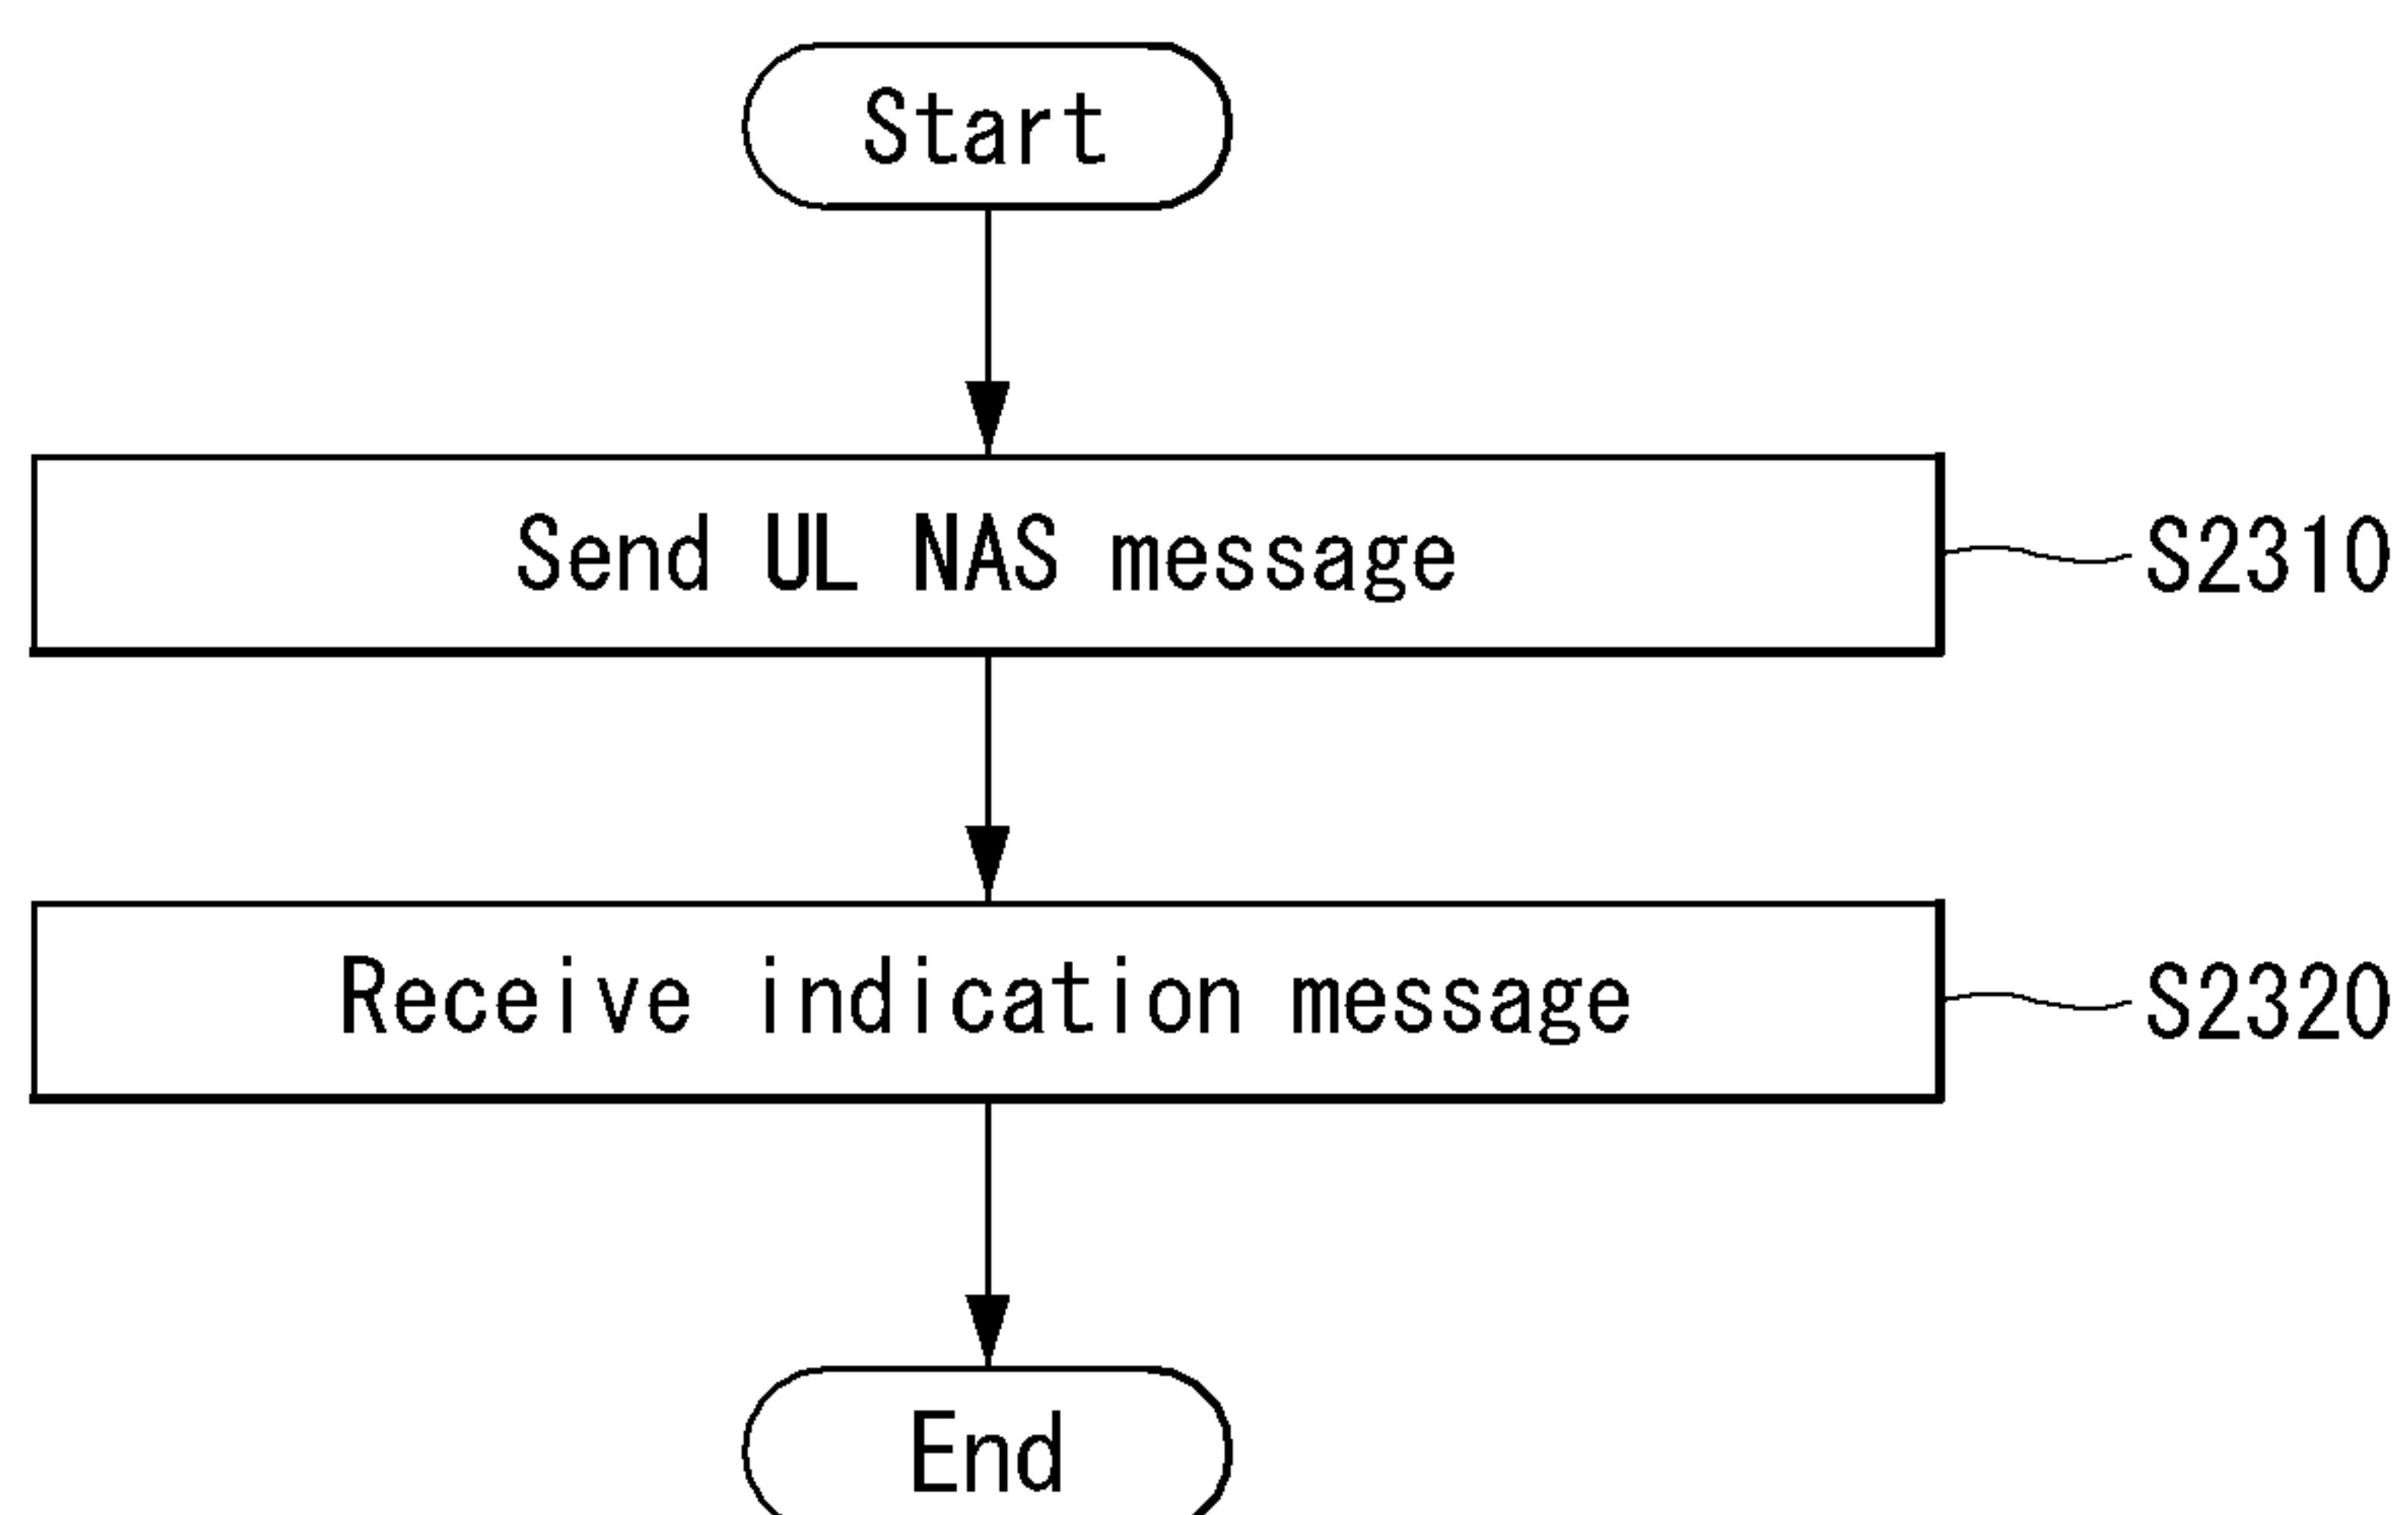 Start
Send UL NAS message
S2310
Receive indication message
S2320
End